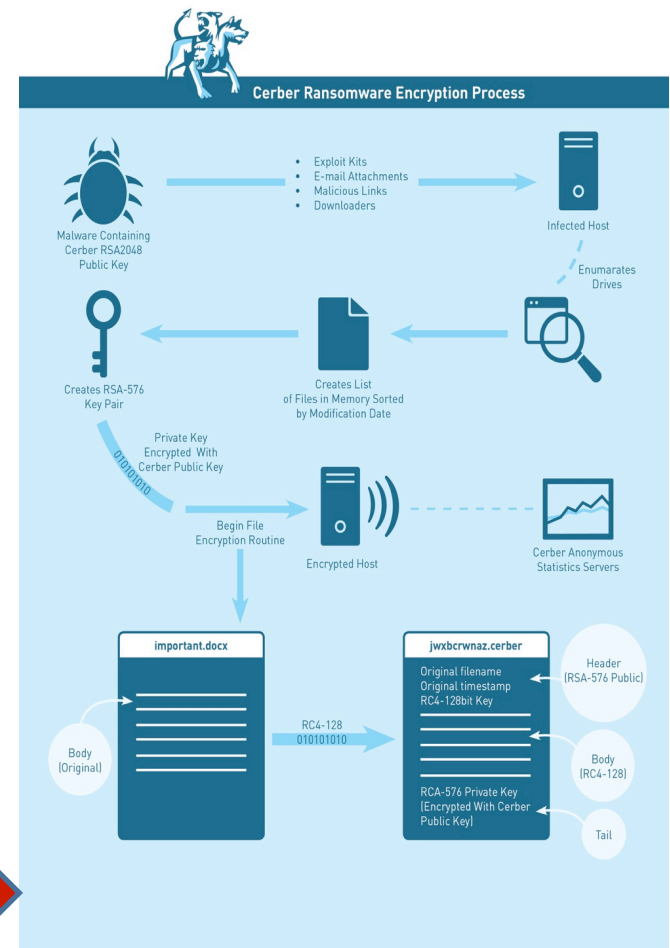 Cerber Ransomware Encryption Process
• Exploit Kits
• E-mail Attachments
• Malicious Links
• Downloaders
Malware Containing
Cerber RSA2048
Public Key
Infected Host
Enumarates
Drives
Creates List
of Files in Memory Sorted
by Modification Date
Creates RSA-576
Key Pair
Private Key
Encrypted With
Cerber Public Key
010101010
Begin File
Encryption Routine
Encrypted Host
Cerber Anonymous
Statistics Servers
important.docx
Body
(Original)
RC4-128
010101010
jwxbcrwnaz.cerber
Original filename
Original timestamp
RC4-128bit Key
RCA-576 Private Key
(Encrypted With Cerber
Public Key)
Header
(RSA-576 Public)
Body
(RC4-128)
Tail